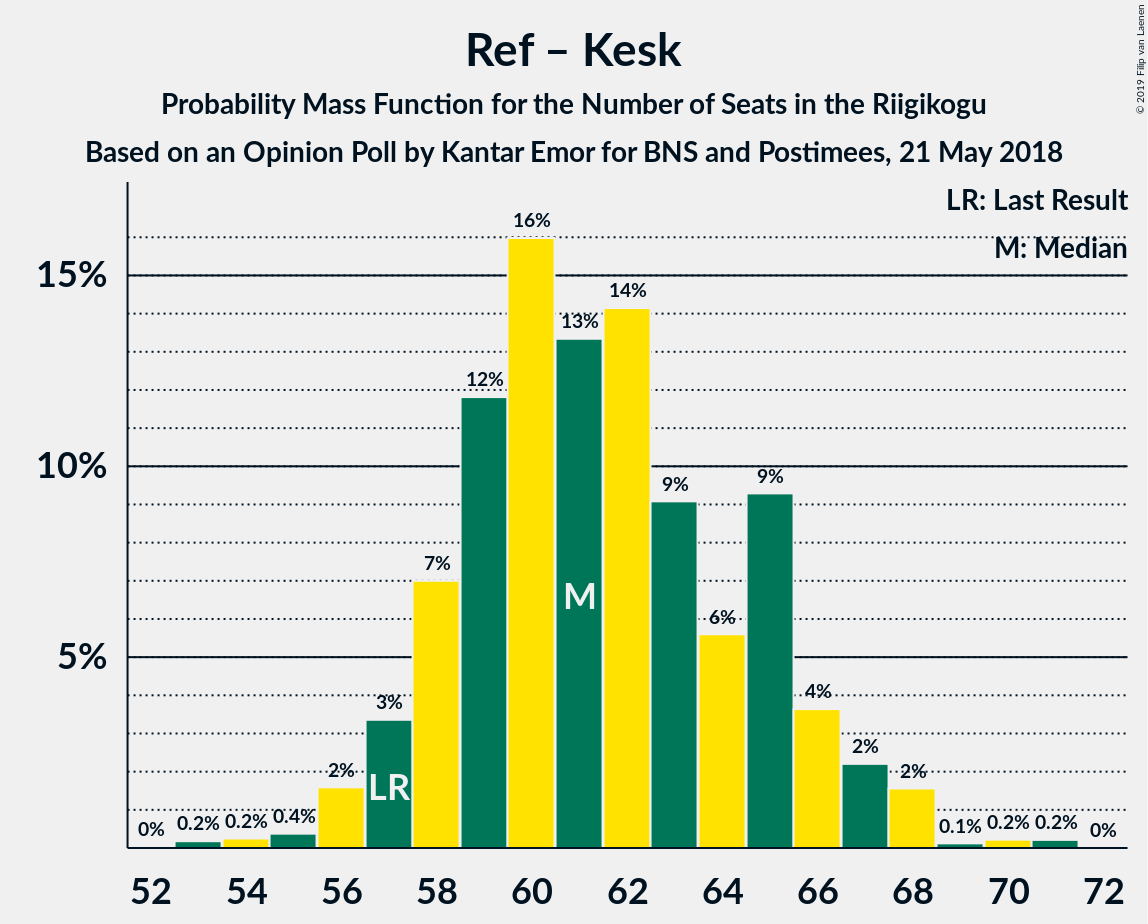 Ref – Kesk
Probability Mass Function for the Number of Seats in the Riigikogu
Based on an Opinion Poll by Kantar Emor for BNS and Postimees, 21 May 2018
© 2019 Filip van Laenen
LR: Last Result
M: Median
15%
10%
5%
0%
0.2%
0.2%
0.4%
2%
3%
7%
12%
16%
13%
14%
9%
6%
9%
4%
2%
2%
0.1%
0.2%
0.2%
0%
LR
M
52 54 56 58 60 62 64 66 68 70 72